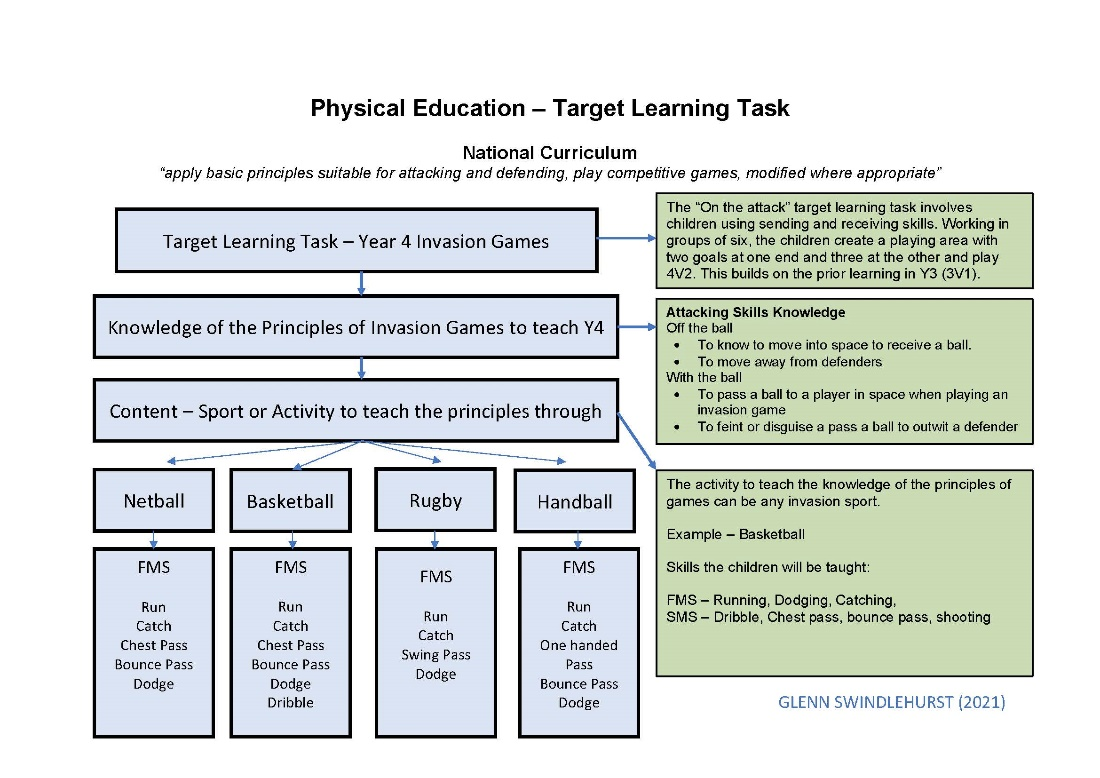 Physical Education – Target Learning Task
National Curriculum
“apply basic principles suitable for attacking and defending, play competitive games, modified where appropriate”
Target Learning Task – Year 4 Invasion Games
The “On the attack” target learning task involves
children using sending and receiving skills. Working in
groups of six, the children create a playing area with
two goals at one end and three at the other and play
4V2. This builds on the prior learning in Y3 (3V1).
Knowledge of the Principles of Invasion Games to teach Y4
Attacking Skills Knowledge
Off the ball
• To know to move into space to receive a ball.
• To move away from defenders
With the ball
• To pass a ball to a player in space when playing an
invasion game
• To feint or disguise a pass a ball to outwit a defender
Content – Sport or Activity to teach the principles through
The activity to teach the knowledge of the principles of
games can be any invasion sport.
Example – Basketball
Skills the children will be taught:
FMS – Running, Dodging, Catching,
SMS – Dribble, Chest pass, bounce pass, shooting
Netball
FMS
Run
Catch
Chest Pass
Bounce Pass
Dodge
Basketball
FMS
Run
Catch
Chest Pass
Bounce Pass
Dodge
Dribble
Rugby
FMS
Run
Catch
Swing Pass
Dodge
Handball
FMS
Run
Catch
One handed
Pass
Bounce Pass
Dodge
GLENN SWINDLEHURST (2021)